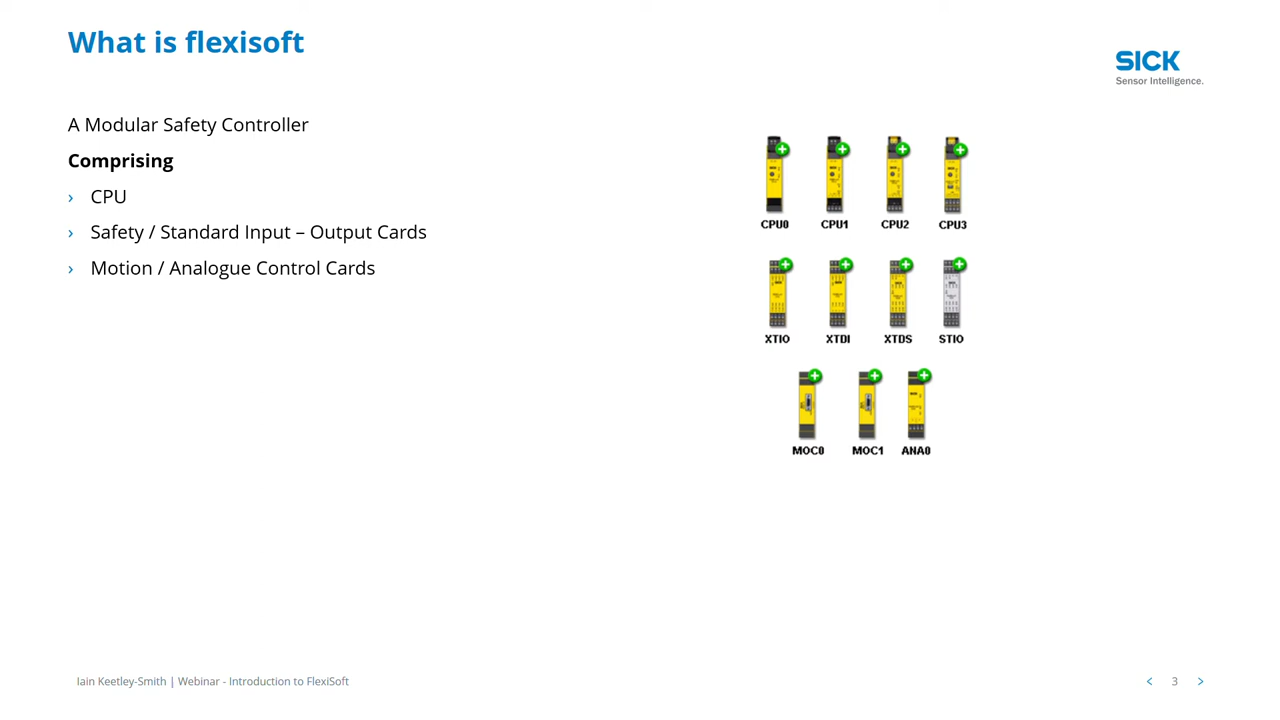 What is flexisoft
SICK
Sensor Intelligence.
A Modular Safety Controller
Comprising
› CPU
› Safety / Standard Input – Output Cards
› Motion / Analogue Control Cards
CPU0 CPU1 CPU2 CPU3
XTIO XTDI XTDS STIO
MOC0 MOC1 ANA0
Iain Keetley-Smith | Webinar - Introduction to FlexiSoft
< 3 >